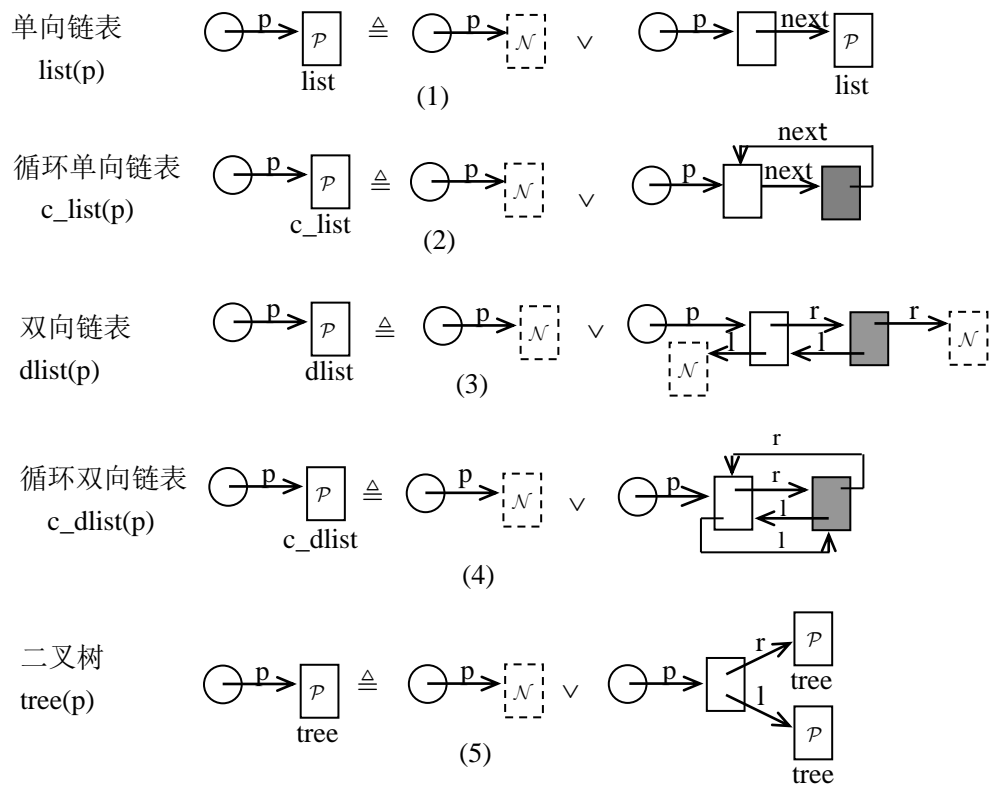 单向链表 p 𝒫 ≜ p 𝒩 ∨ p next 𝒫
list(p) list (1) list
循环单向链表 p 𝒫 ≜ p 𝒩 ∨ p next next
c_list(p) c_list (2)
双向链表 p 𝒫 ≜ p 𝒩 ∨ p r r 𝒩
dlist(p) dlist (3) 𝒩 l l
循环双向链表 p 𝒫 ≜ p 𝒩 ∨ p r r
c_dlist(p) c_dlist (4) l l
二叉树 p 𝒫 ≜ p 𝒩 ∨ p r 𝒫 tree
tree(p) tree (5) l 𝒫 tree